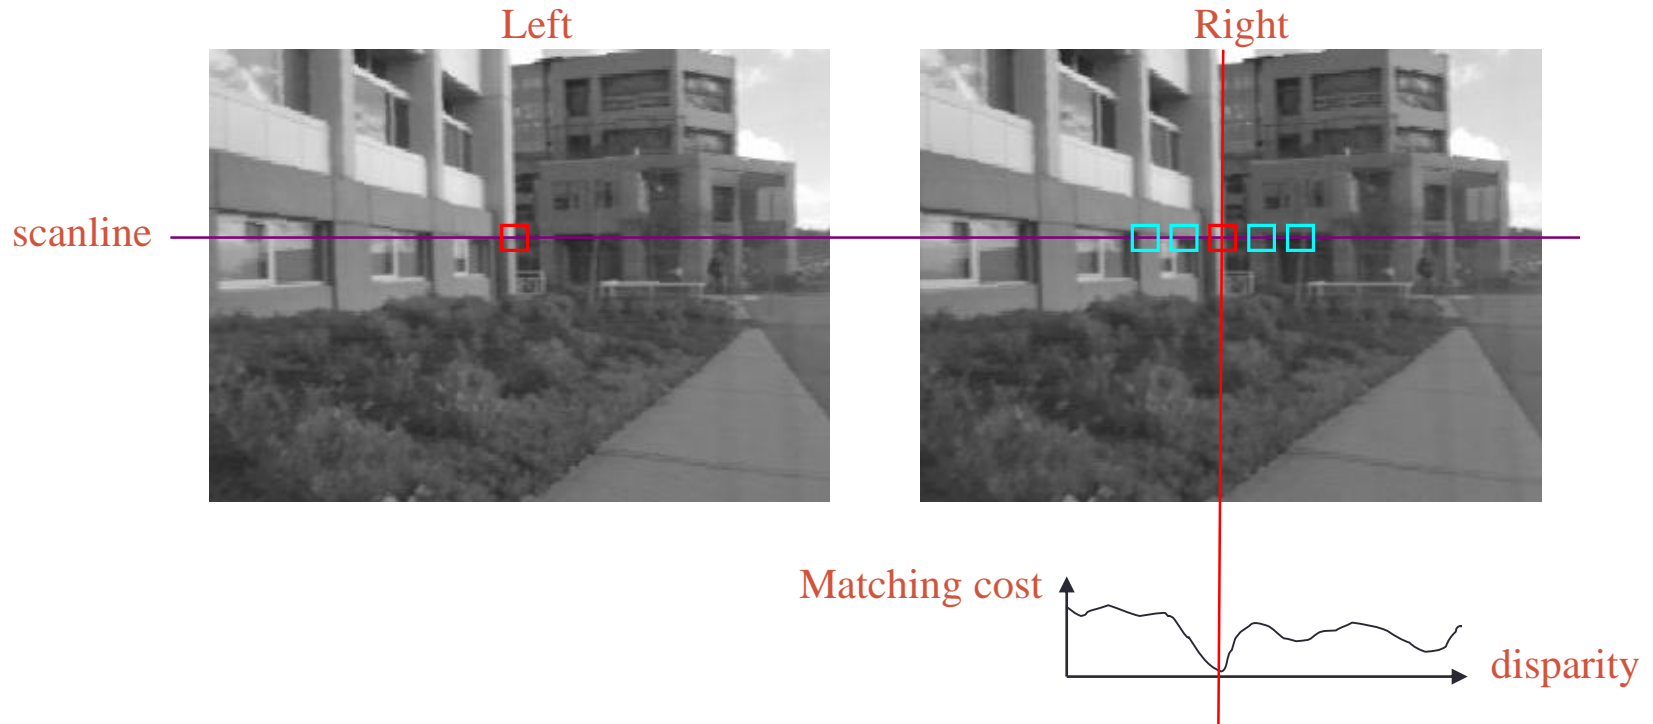 Left
Right
scanline
Matching cost
disparity